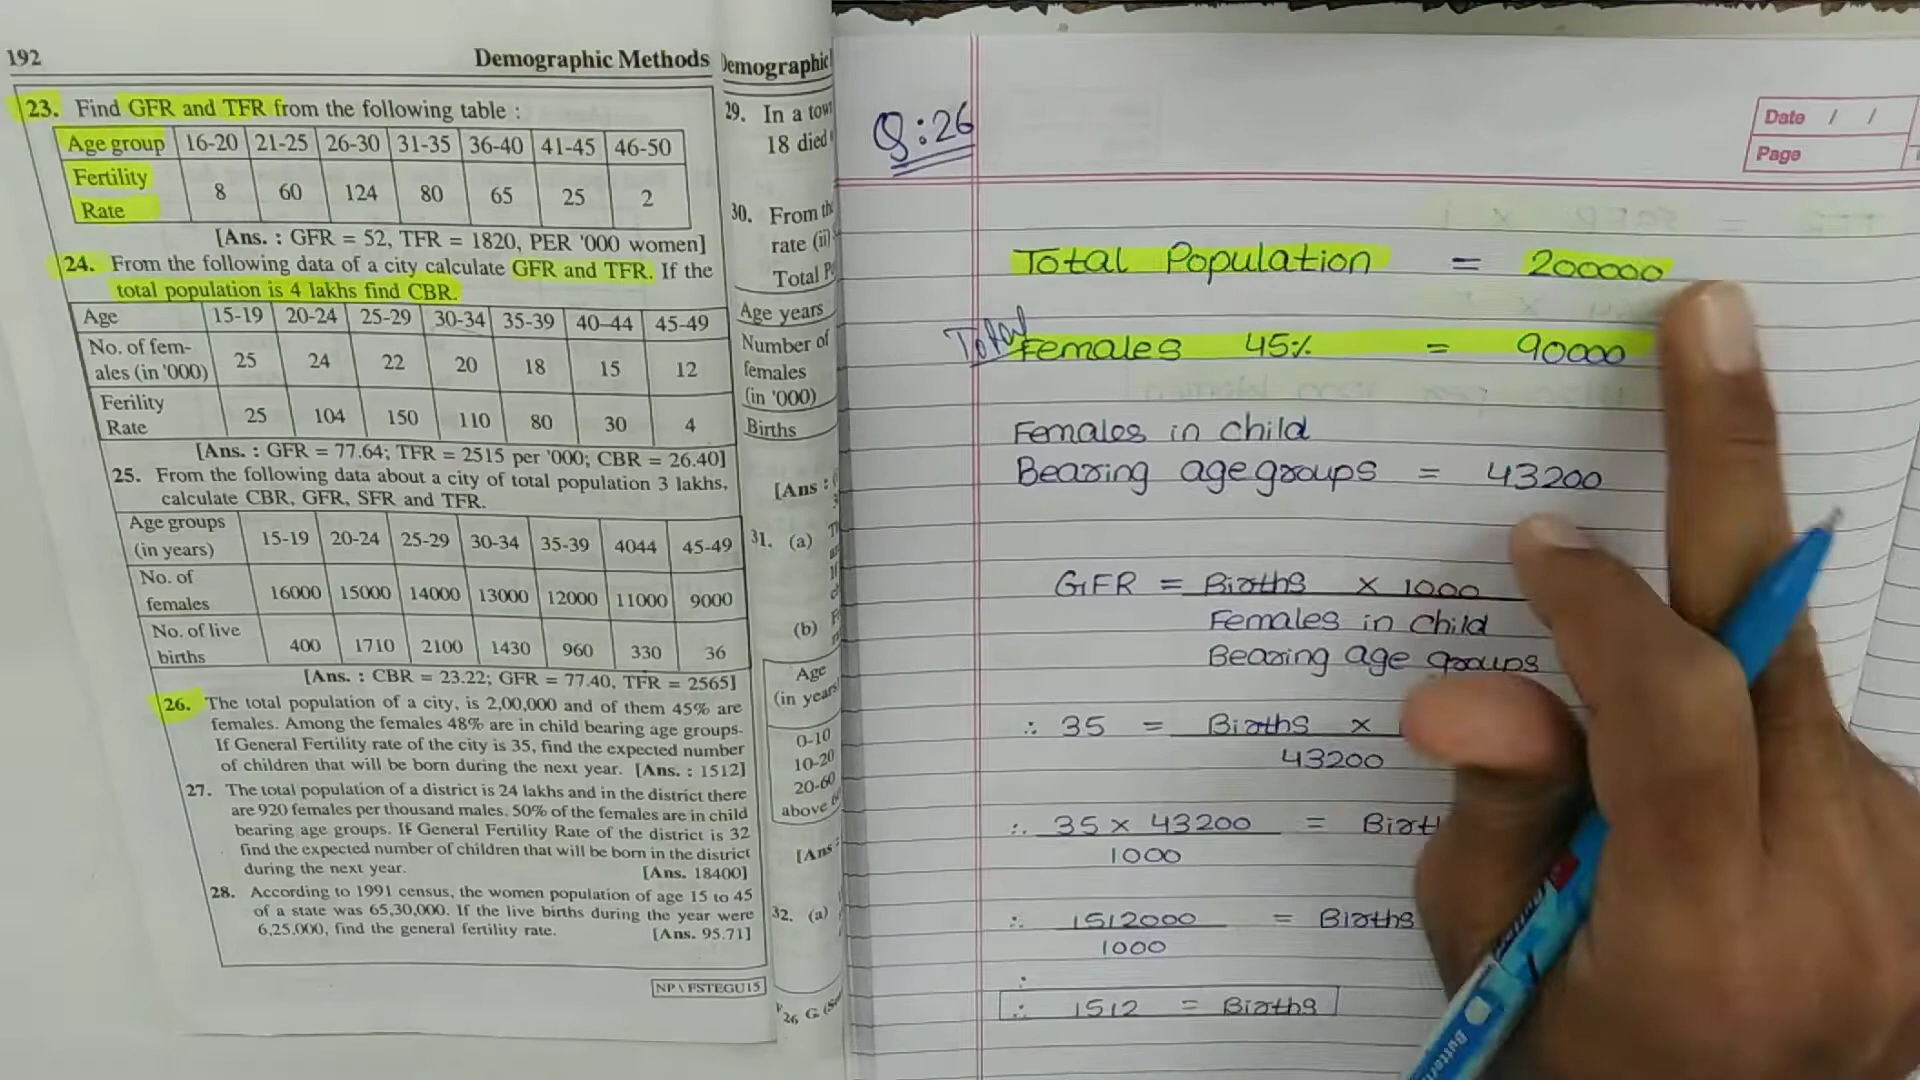 192
Demographic Methods
23. Find GFR and TFR from the following table :
Age group 16-20 21-25 26-30 31-35 36-40 41-45 46-50
Fertility
Rate 8 60 124 80 65 25 2
[Ans. : GFR = 52, TFR = 1820, PER '000 women]
24. From the following data of a city calculate GFR and TFR. If the
total population is 4 lakhs find CBR.
Age 15-19 20-24 25-29 30-34 35-39 40-44 45-49
No. of fem-
ales (in '000) 25 24 22 20 18 15 12
Ferility
Rate 25 104 150 110 80 30 4
[Ans. : GFR = 77.64; TFR = 2515 per '000; CBR = 26.40]
25. From the following data about a city of total population 3 lakhs,
calculate CBR, GFR, SFR and TFR.
Age groups
(in years) 15-19 20-24 25-29 30-34 35-39 4044 45-49
No. of
females 16000 15000 14000 13000 12000 11000 9000
No. of live
births 400 1710 2100 1430 960 330 36
[Ans. : CBR = 23.22; GFR = 77.40, TFR = 2565]
26. The total population of a city, is 2,00,000 and of them 45% are
females. Among the females 48% are in child bearing age groups.
If General Fertility rate of the city is 35, find the expected number
of children that will be born during the next year. [Ans. : 1512]
27. The total population of a district is 24 lakhs and in the district there
are 920 females per thousand males. 50% of the females are in child
bearing age groups. If General Fertility Rate of the district is 32
find the expected number of children that will be born in the district
during the next year. [Ans. 18400]
28. According to 1991 census, the women population of age 15 to 45
of a state was 65,30,000. If the live births during the year were
6,25,000, find the general fertility rate. [Ans. 95.71]
NP \ FSTEGU15
Demographic
29. In a
18 died
30. From
rate (ii)
Total
Age years
Number of
females
(in '000)
Births
[Ans :
31. (a)
(b)
Age
(in years
0-10
10-20
20-60
above
[Ans
32. (a)
Date / /
Page
Q:26
Total Population = 200000
Total Females 45% = 90000
Females in child
Bearing age groups = 43200
GFR = Births × 1000
Females in child
Bearing age groups
∴ 35 = Births ×
43200
∴ 35 × 43200 =
1000
∴ 1512000 = Births
1000
∴
∴ 1512 = Births